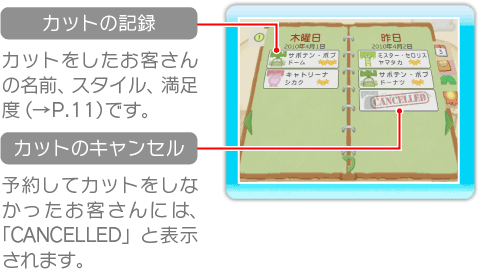 カットの記録
カットをしたお客さん
の名前、スタイル、満足
度(→P.11)です。
カットのキャンセル
予約してカットをしな
かったお客さんには、
「CANCELLED」と表示
されます。
木曜日
2010年4月1日
サボテン・ボブ
ドーム
キャトリーナ
シカク
昨日
2010年4月2日
ミスター・セロリス
ヤマタカ
サボテン・ボブ
ドーナツ
CANCELLED
3